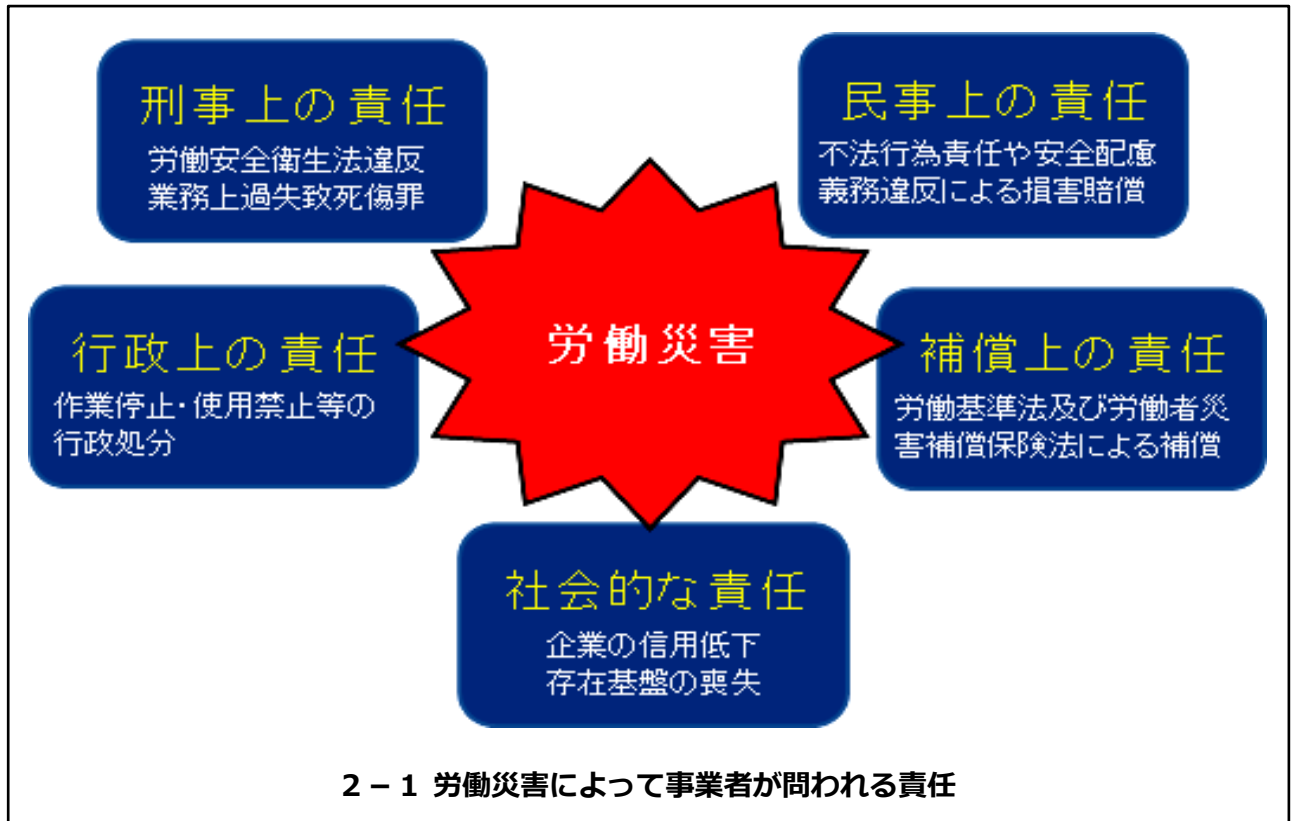 刑事上の責任
労働安全衛生法違反
業務上過失致死傷罪
民事上の責任
不法行為責任や安全配慮
義務違反による損害賠償
労働災害
行政上の責任
作業停止・使用禁止等の
行政処分
補償上の責任
労働基準法及び労働者災
害補償保険法による補償
社会的な責任
企業の信用低下
存在基盤の喪失
2－1 労働災害によって事業者が問われる責任